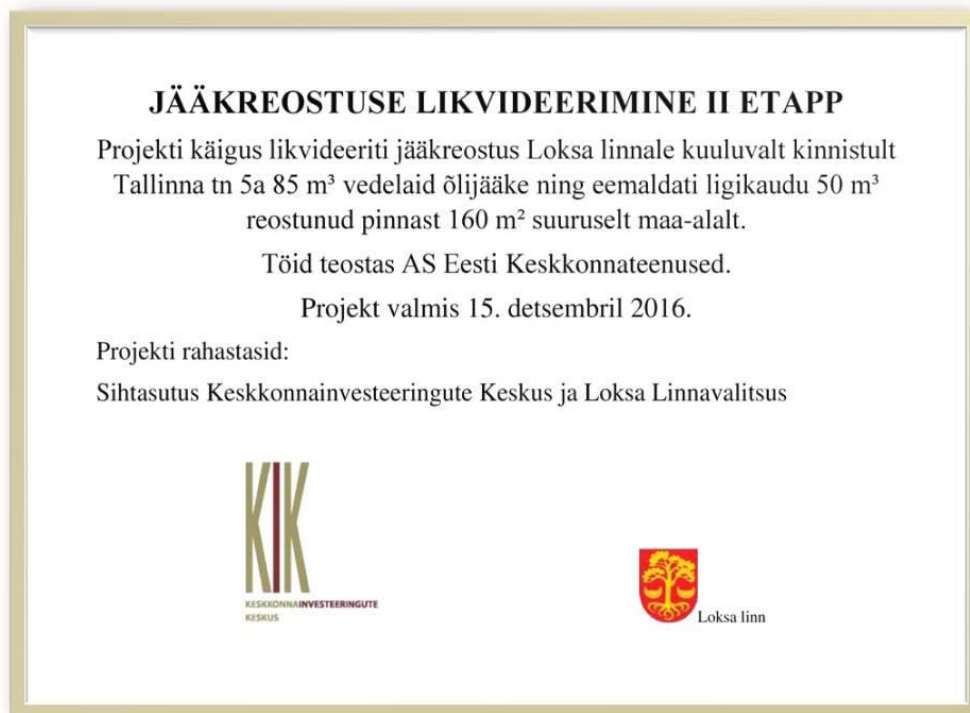 JÄÄKREOSTUSE LIKVIDEERIMINE II ETAPP
Projekti käigus likvideeriti jääkreostus Loksa linnale kuuluvalt kinnistult
Tallinna tn 5a 85 m³ vedelaid õlijääke ning eemaldati ligikaudu 50 m³
reostunud pinnast 160 m² suuruselt maa-alalt.
Töid teostas AS Eesti Keskkonnateenused.
Projekt valmis 15. detsembril 2016.
Projekti rahastasid:
Sihtasutus Keskkonnainvesteeringute Keskus ja Loksa Linnavalitsus
KIK
KESKKONNAINVESTEERINGUTE
KESKUS
Loksa linn